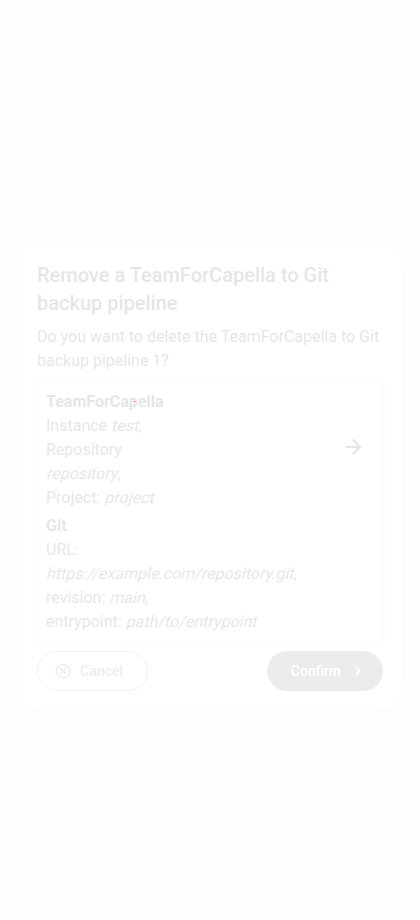 Remove a TeamForCapella to Git
backup pipeline
Do you want to delete the TeamForCapella to Git
backup pipeline 1?
TeamForCapella
Instance test,
Repository
repository,
Project: project
Git
URL:
https://example.com/repository.git,
revision: main,
entrypoint: path/to/entrypoint
Cancel
Confirm